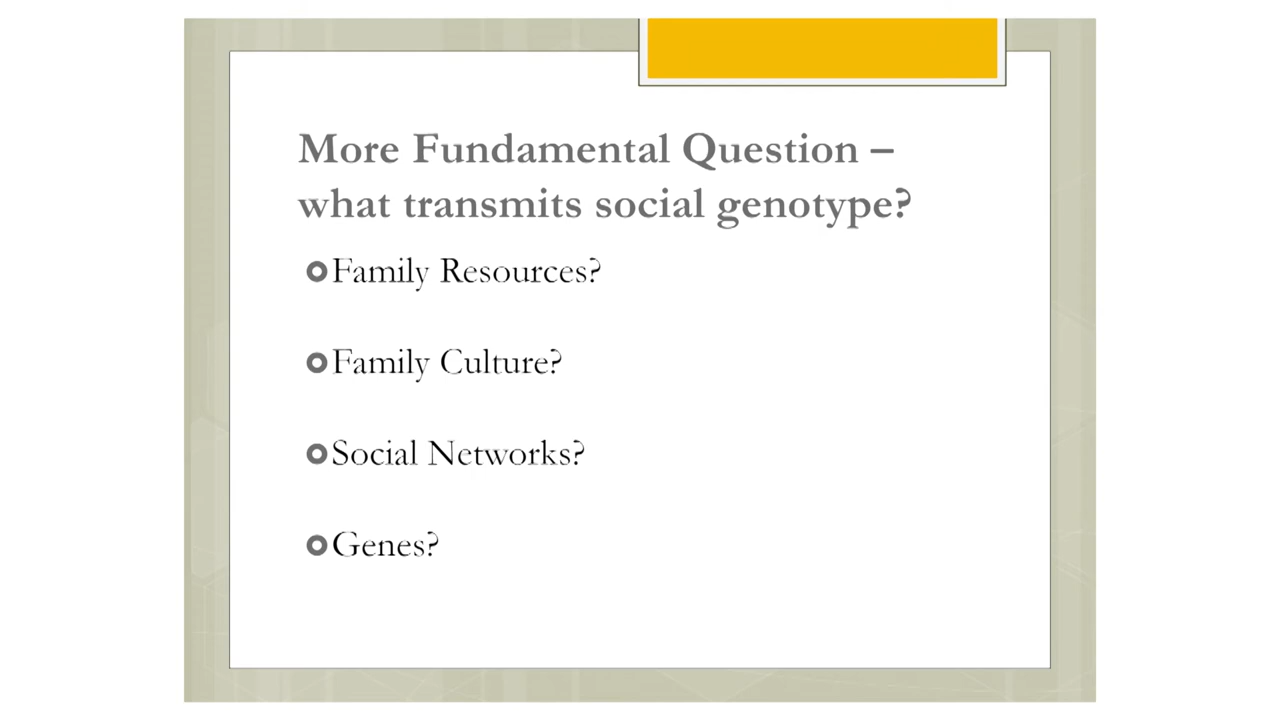 More Fundamental Question –
what transmits social genotype?
Family Resources?
Family Culture?
Social Networks?
Genes?